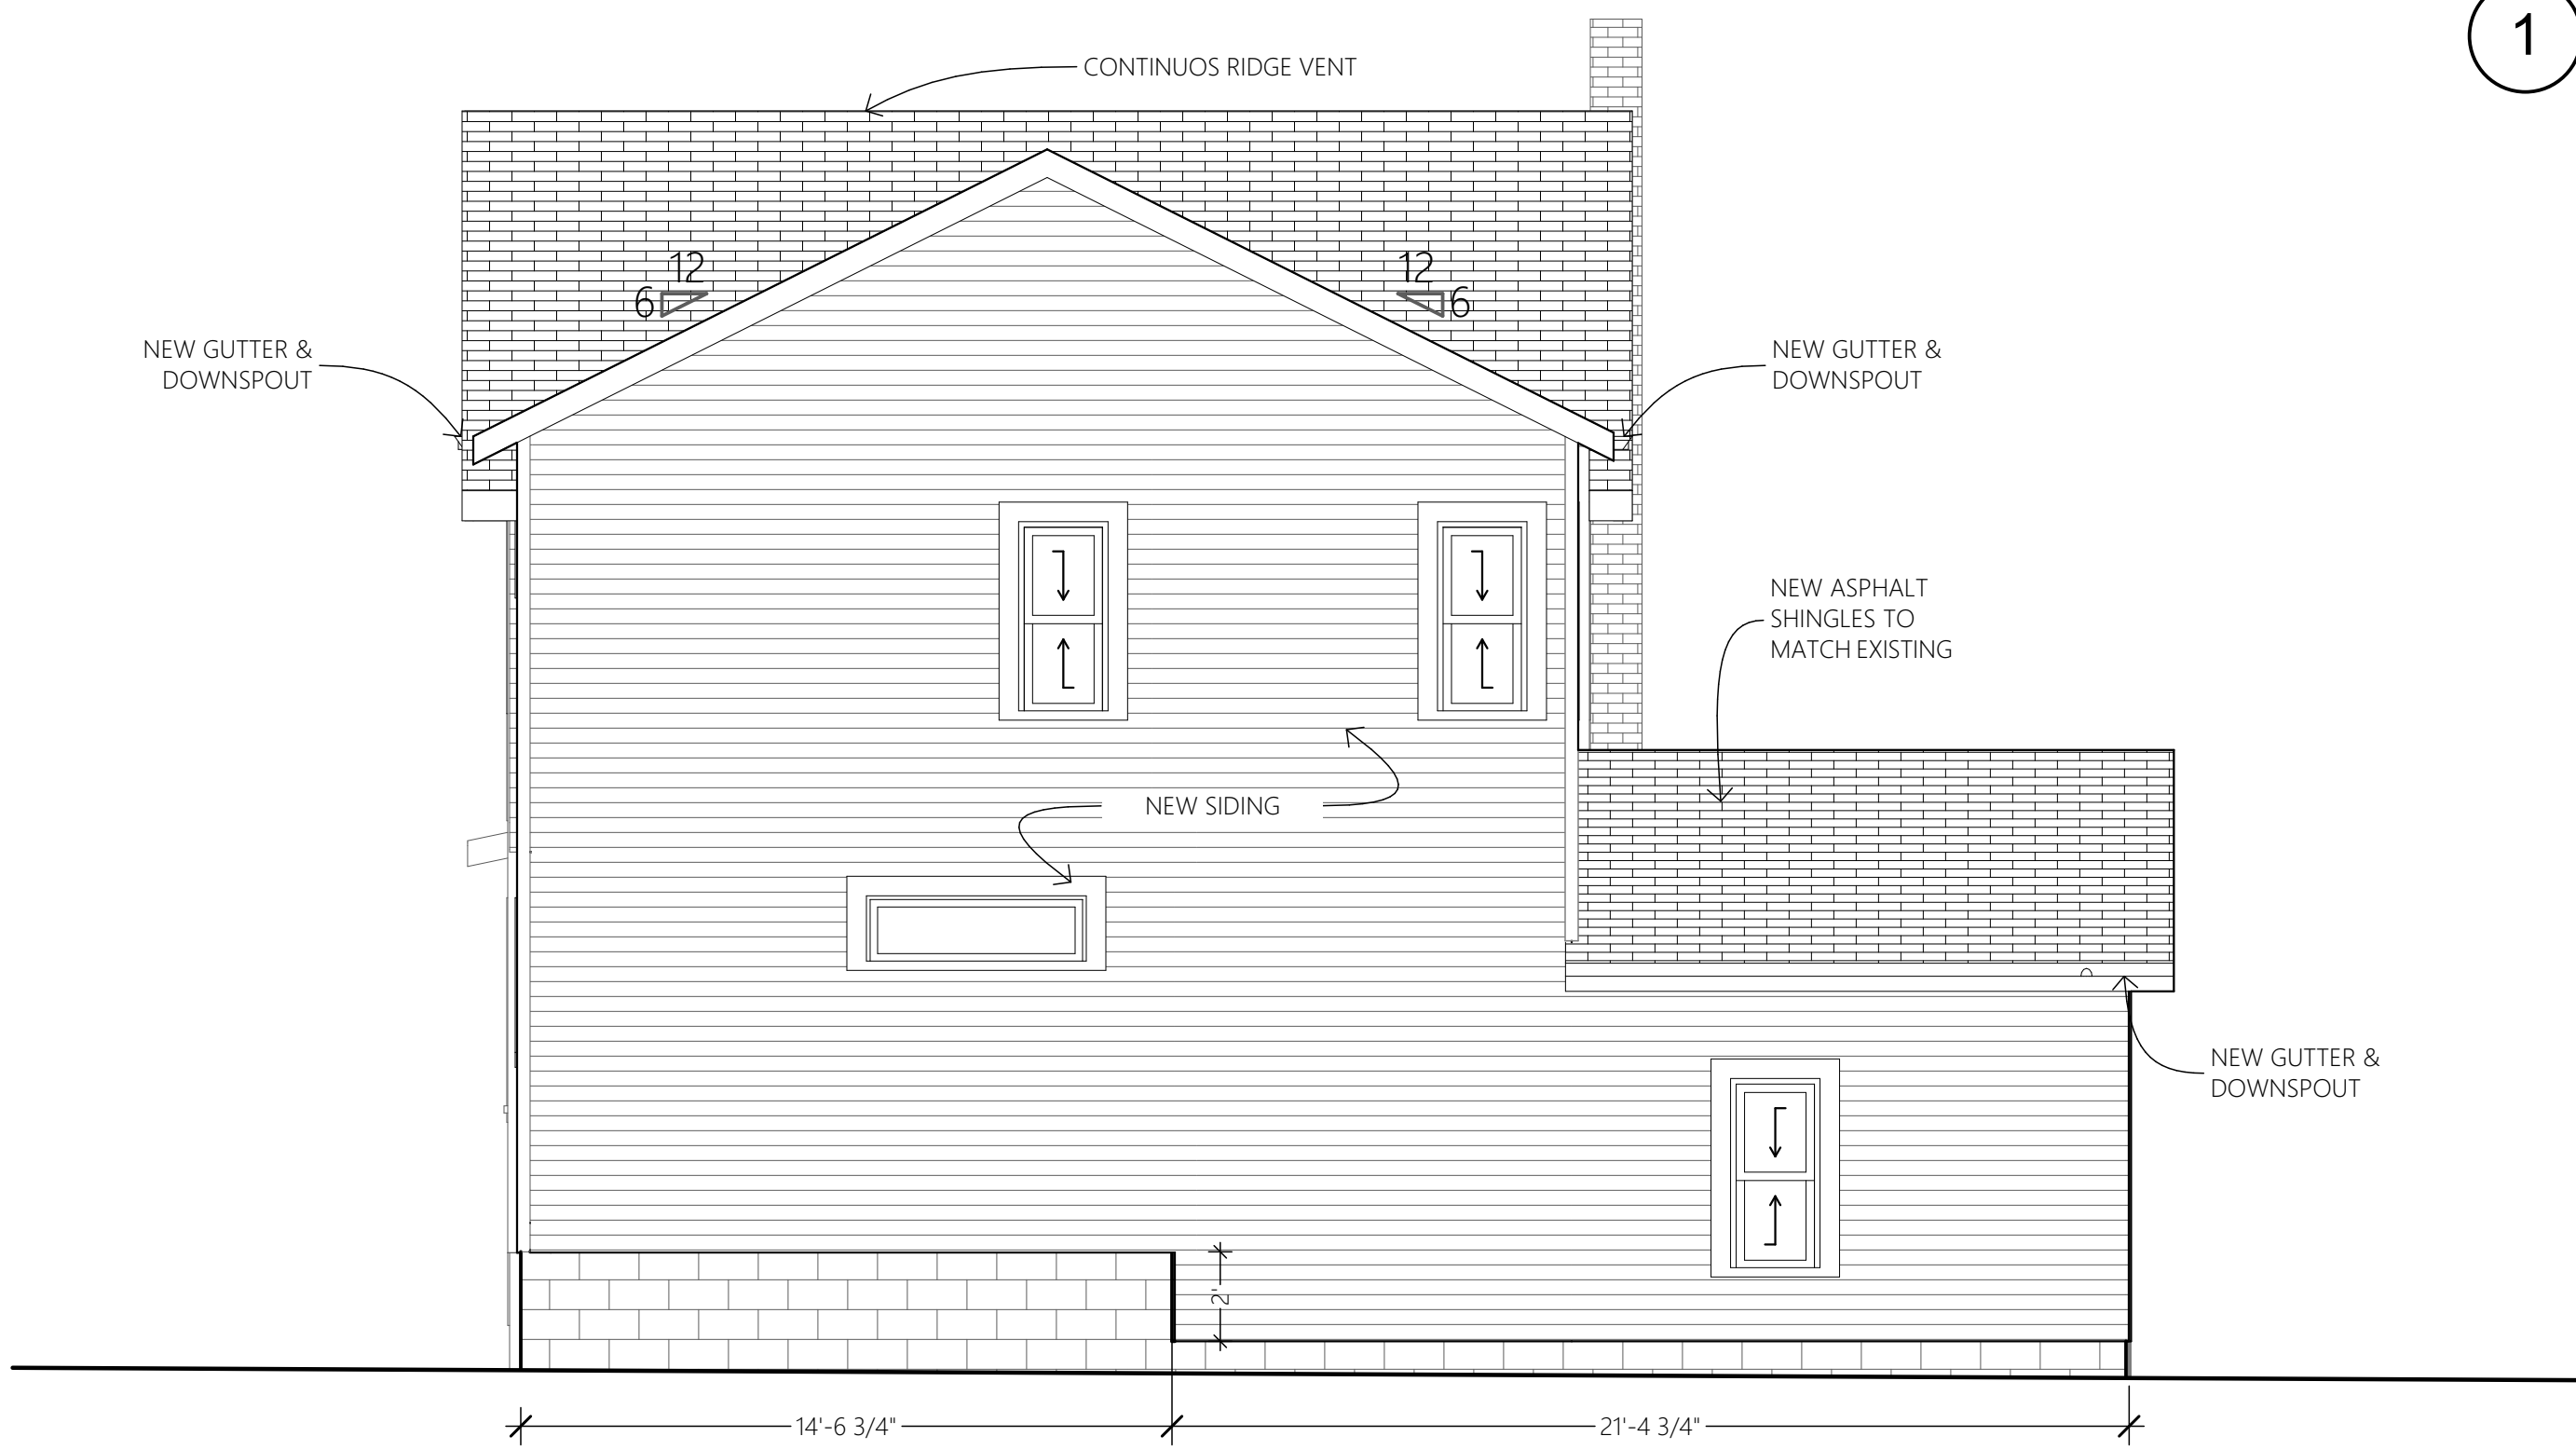 1
CONTINUOS RIDGE VENT
12
6
12
6
NEW GUTTER &
DOWNSPOUT
NEW GUTTER &
DOWNSPOUT
NEW ASPHALT
SHINGLES TO
MATCH EXISTING
NEW SIDING
NEW GUTTER &
DOWNSPOUT
2'
14'-6 3/4"
21'-4 3/4"